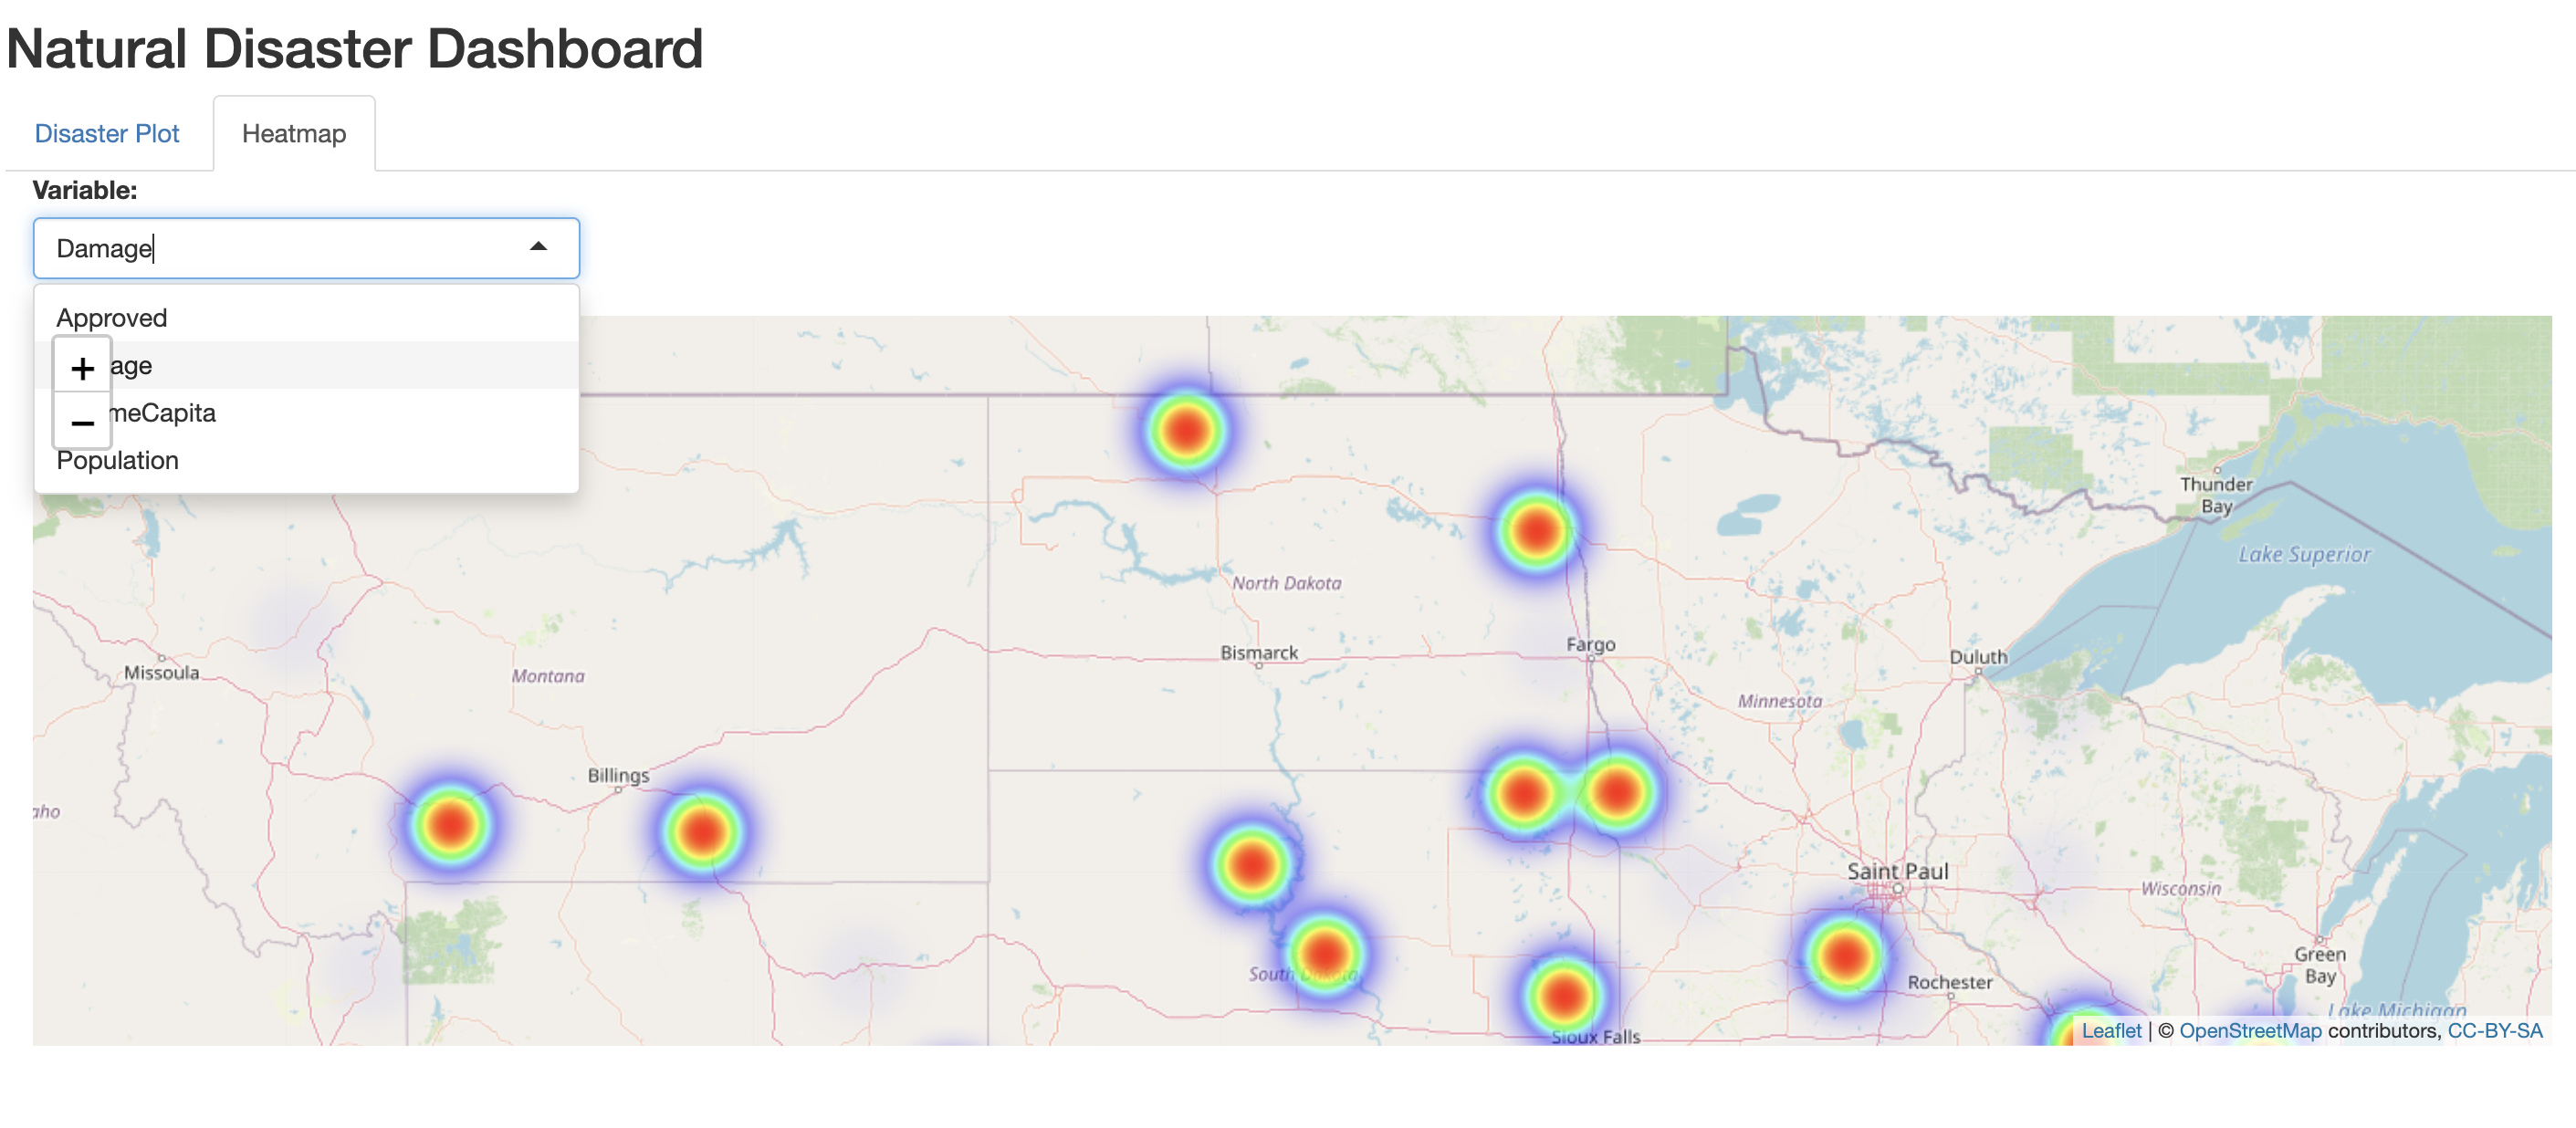 Natural Disaster Dashboard
Disaster Plot
Heatmap
Variable:
Damage
Approved
+
age
−
meCapita
Population
Thunder
Bay
Lake Superior
North Dakota
Fargo
Bismarck
Duluth
Missoula
Montana
Minnesota
Billings
aho
Saint Paul
Wisconsin
Green
Bay
South Dakota
Rochester
Lake Michigan
Sioux Falls
Leaflet | © OpenStreetMap contributors, CC-BY-SA